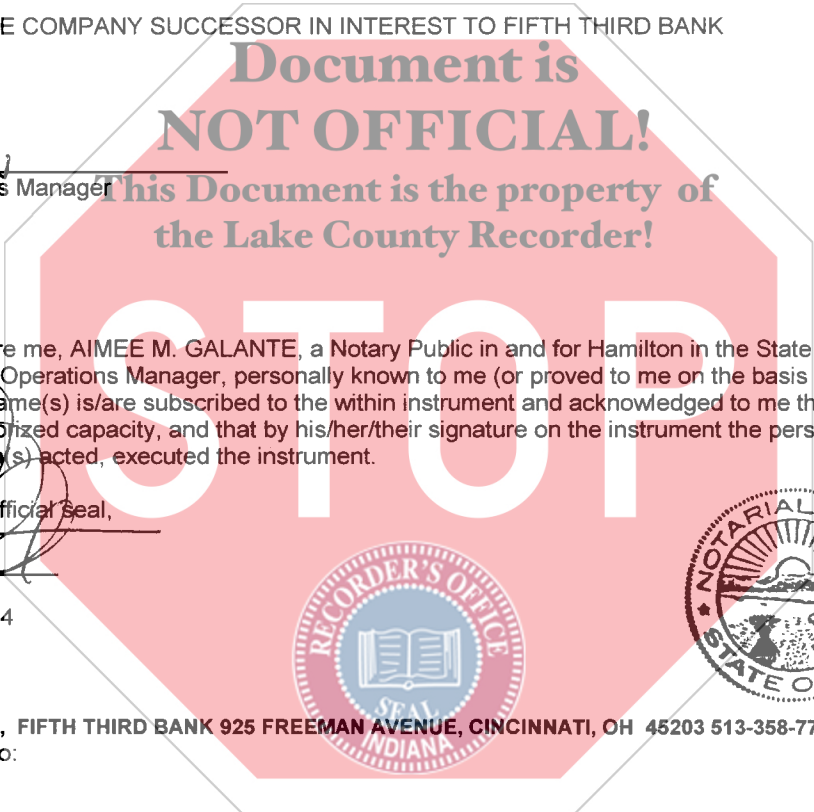 E COMPANY SUCCESSOR IN INTEREST TO FIFTH THIRD BANK
Document is
NOT OFFICIAL!
s Manager
This Document is the property of
the Lake County Recorder!
STOP
re me, AIMEE M. GALANTE, a Notary Public in and for Hamilton in the State
Operations Manager, personally known to me (or proved to me on the basis
ame(s) is/are subscribed to the within instrument and acknowledged to me th
ized capacity, and that by his/her/their signature on the instrument the pers
(s) acted, executed the instrument.
fficial seal,
NOTARIAL
STATE O
RECORDER'S OFFICE
SEAL
INDIANA
4
, FIFTH THIRD BANK 925 FREEMAN AVENUE, CINCINNATI, OH 45203 513-358-77
o: